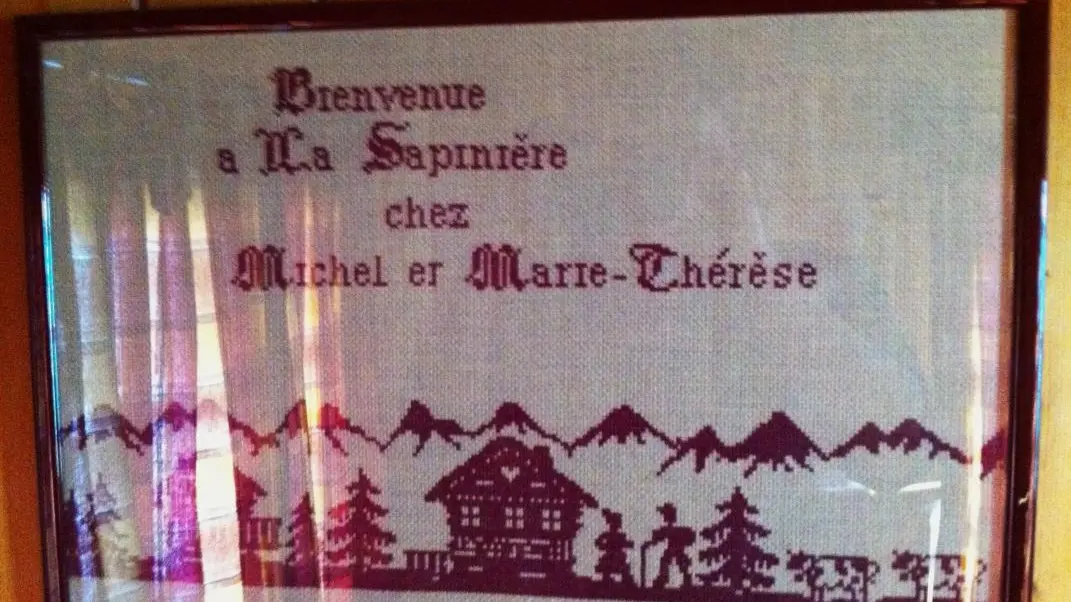 Bienvenue
a La Sapinière
chez
Michel et Marie-Thérèse